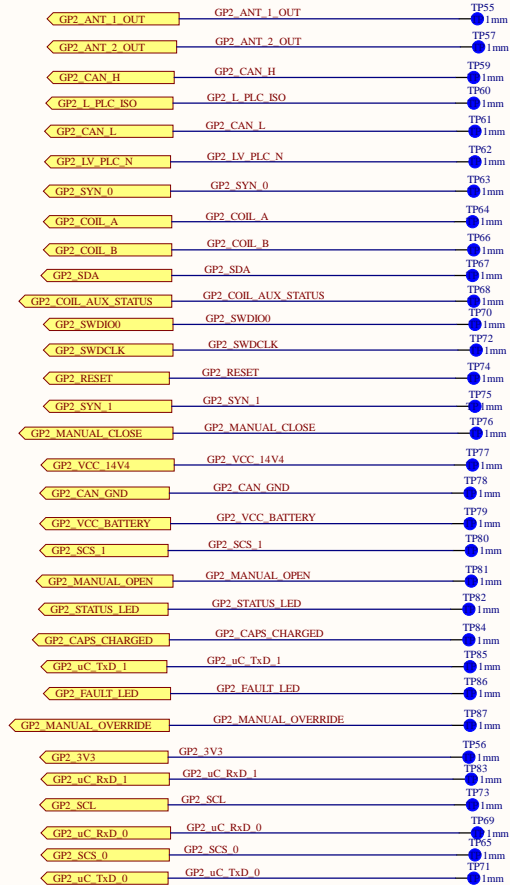 GP2_ANT_1_OUT GP2_ANT_1_OUT TP55 1mm
GP2_ANT_2_OUT GP2_ANT_2_OUT TP57 1mm
GP2_CAN_H GP2_CAN_H TP59 1mm
GP2_L_PLC_ISO GP2_L_PLC_ISO TP60 1mm
GP2_CAN_L GP2_CAN_L TP61 1mm
GP2_LV_PLC_N GP2_LV_PLC_N TP62 1mm
GP2_SYN_0 GP2_SYN_0 TP63 1mm
GP2_COIL_A GP2_COIL_A TP64 1mm
GP2_COIL_B GP2_COIL_B TP66 1mm
GP2_SDA GP2_SDA TP67 1mm
GP2_COIL_AUX_STATUS GP2_COIL_AUX_STATUS TP68 1mm
GP2_SWDIO0 GP2_SWDIO0 TP70 1mm
GP2_SWDCLK GP2_SWDCLK TP72 1mm
GP2_RESET GP2_RESET TP74 1mm
GP2_SYN_1 GP2_SYN_1 TP75 1mm
GP2_MANUAL_CLOSE GP2_MANUAL_CLOSE TP76 1mm
GP2_VCC_14V4 GP2_VCC_14V4 TP77 1mm
GP2_CAN_GND GP2_CAN_GND TP78 1mm
GP2_VCC_BATTERY GP2_VCC_BATTERY TP79 1mm
GP2_SCS_1 GP2_SCS_1 TP80 1mm
GP2_MANUAL_OPEN GP2_MANUAL_OPEN TP81 1mm
GP2_STATUS_LED GP2_STATUS_LED TP82 1mm
GP2_CAPS_CHARGED GP2_CAPS_CHARGED TP84 1mm
GP2_uC_TxD_1 GP2_uC_TxD_1 TP85 1mm
GP2_FAULT_LED GP2_FAULT_LED TP86 1mm
GP2_MANUAL_OVERRIDE GP2_MANUAL_OVERRIDE TP87 1mm
GP2_3V3 GP2_3V3 TP56 1mm
GP2_uC_RxD_1 GP2_uC_RxD_1 TP83 1mm
GP2_SCL GP2_SCL TP73 1mm
GP2_uC_RxD_0 GP2_uC_RxD_0 TP69 1mm
GP2_SCS_0 GP2_SCS_0 TP65 1mm
GP2_uC_TxD_0 GP2_uC_TxD_0 TP71 1mm